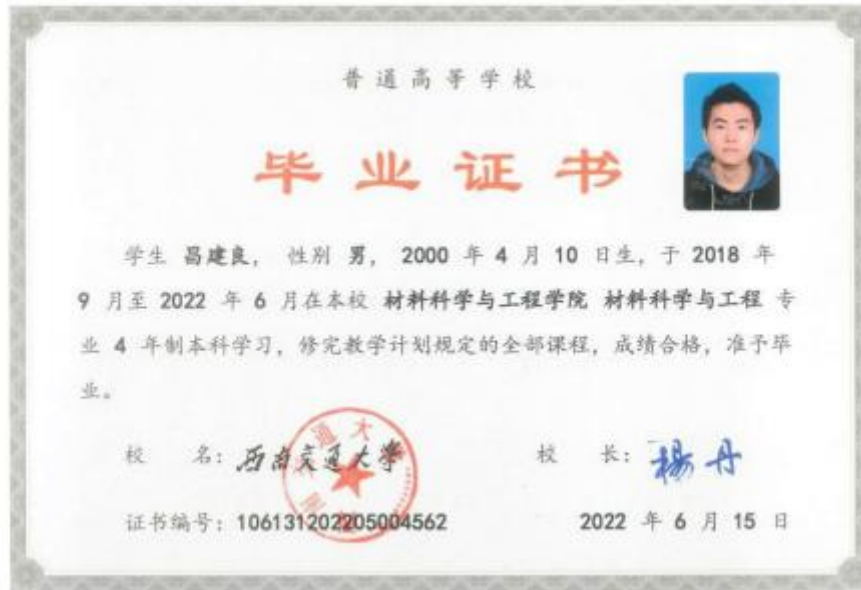 普通高等学校
毕业证书
学生 昌建良， 性别 男， 2000 年 4 月 10 日生，于 2018 年
9 月至 2022 年 6 月在本校 材料科学与工程学院 材料科学与工程 专
业 4 年制本科学习，修完教学计划规定的全部课程，成绩合格，准予毕
业。
校 名：西南交通大学
校 长：楊丹
证书编号：106131202205004562
2022 年 6 月 15 日